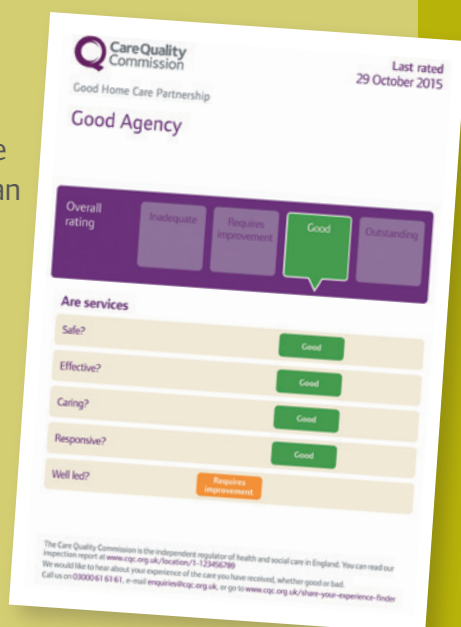 e
an
CareQuality
Commission
Last rated
29 October 2015
Good Home Care Partnership
Good Agency
Overall
rating
Inadequate
Requires
improvement
Good
Outstanding
Are services
Safe?
Good
Effective?
Good
Caring?
Good
Responsive?
Good
Well led?
Requires
improvement
The Care Quality Commission is the independent regulator of health and social care in England. You can read our
inspection report at www.cqc.org.uk/location/1-123456789
We would like to hear about your experience of the care you have received, whether good or bad.
Call us on 03000 61 61 61, e-mail enquiries@cqc.org.uk, or go to www.cqc.org.uk/share-your-experience-finder